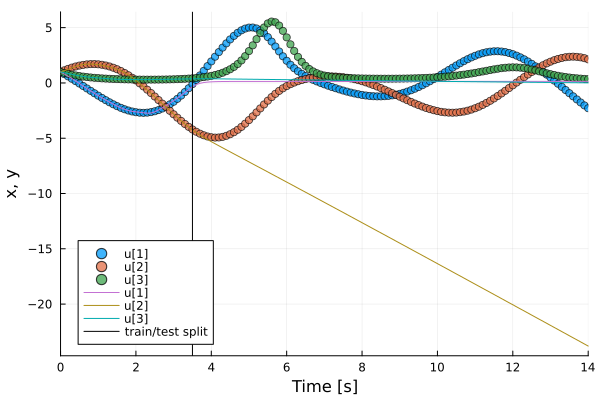 5
0
−5
−10
−15
−20
x, y
u[1]
u[2]
u[3]
u[1]
u[2]
u[3]
train/test split
0 2 4 6 8 10 12 14
Time [s]